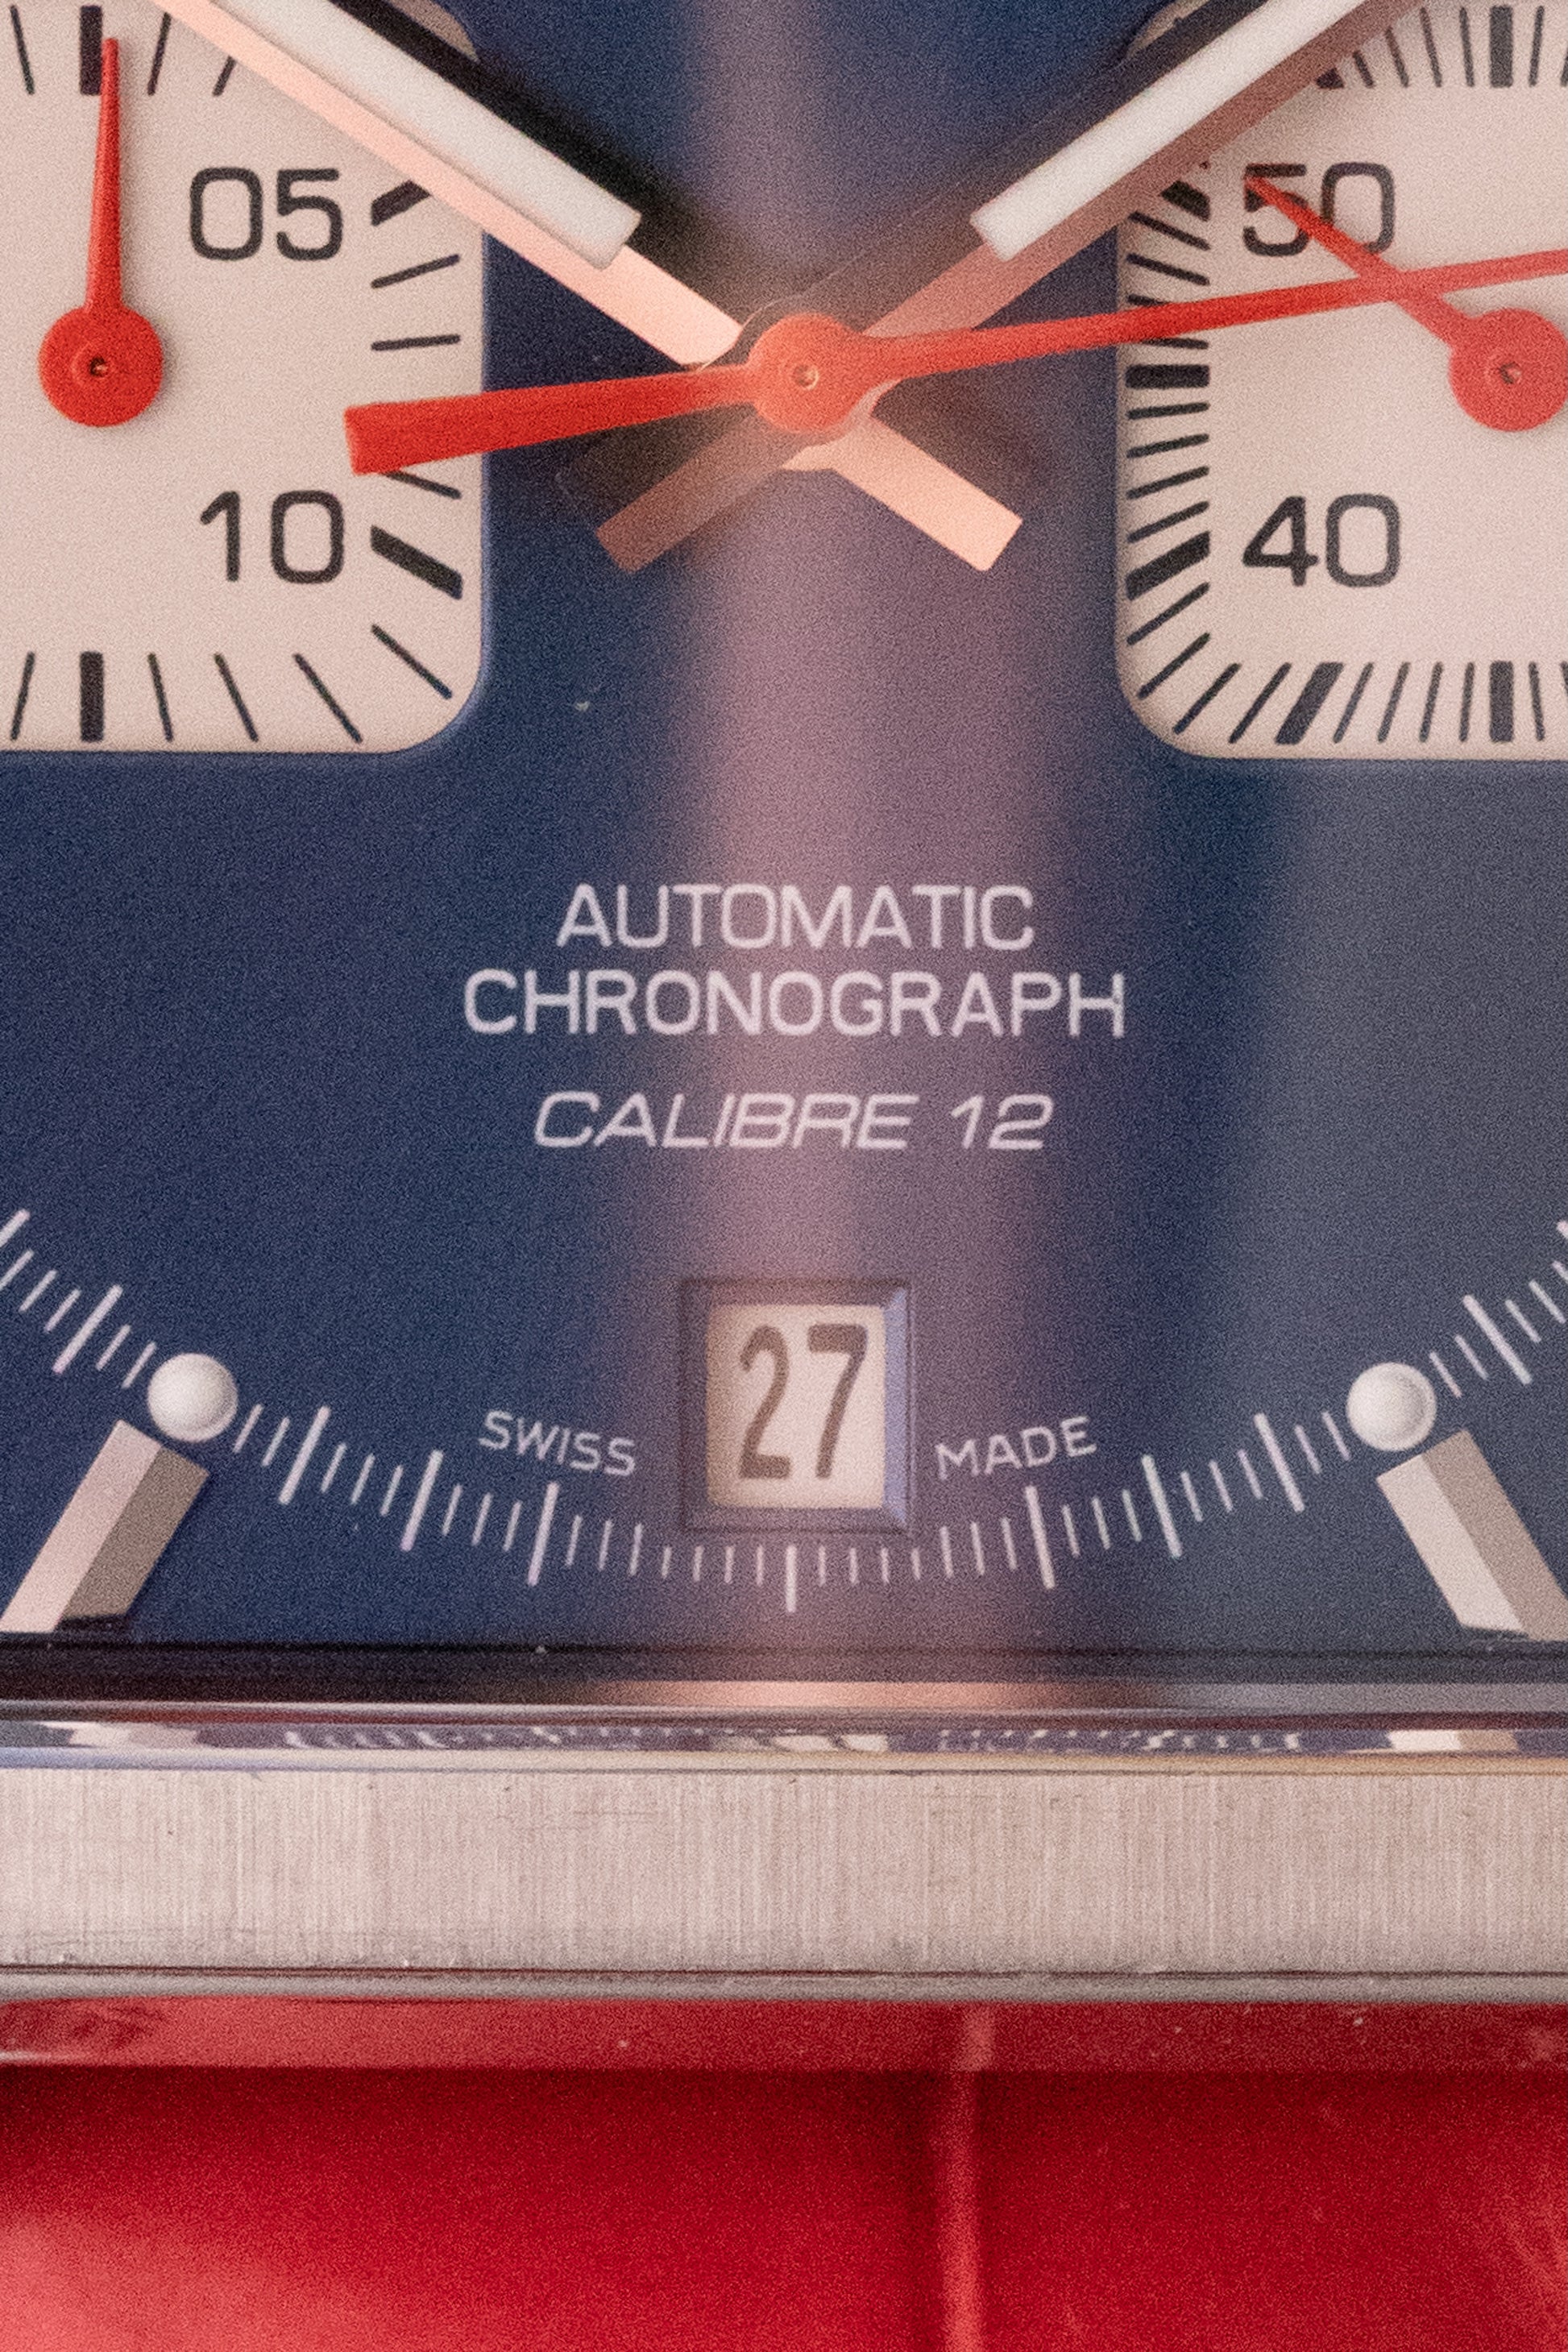 05
50
10
40
AUTOMATIC
CHRONOGRAPH
CALIBRE 12
27
SWISS MADE